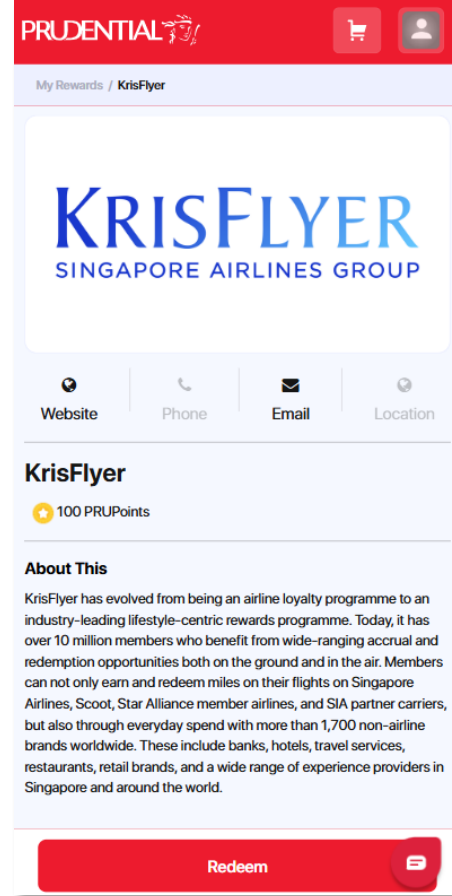 PRUDENTIAL
My Rewards / KrisFlyer
KRISFLYER
SINGAPORE AIRLINES GROUP
Website
Phone
Email
Location
KrisFlyer
100 PRUPoints
About This
KrisFlyer has evolved from being an airline loyalty programme to an
industry-leading lifestyle-centric rewards programme. Today, it has
over 10 million members who benefit from wide-ranging accrual and
redemption opportunities both on the ground and in the air. Members
can not only earn and redeem miles on their flights on Singapore
Airlines, Scoot, Star Alliance member airlines, and SIA partner carriers,
but also through everyday spend with more than 1,700 non-airline
brands worldwide. These include banks, hotels, travel services,
restaurants, retail brands, and a wide range of experience providers in
Singapore and around the world.
Redeem